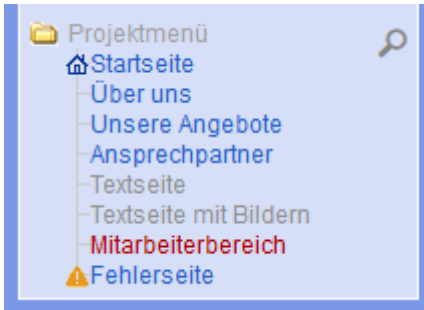 Projektmenü
Startseite
Über uns
Unsere Angebote
Ansprechpartner
Textseite
Textseite mit Bildern
Mitarbeiterbereich
Fehlerseite